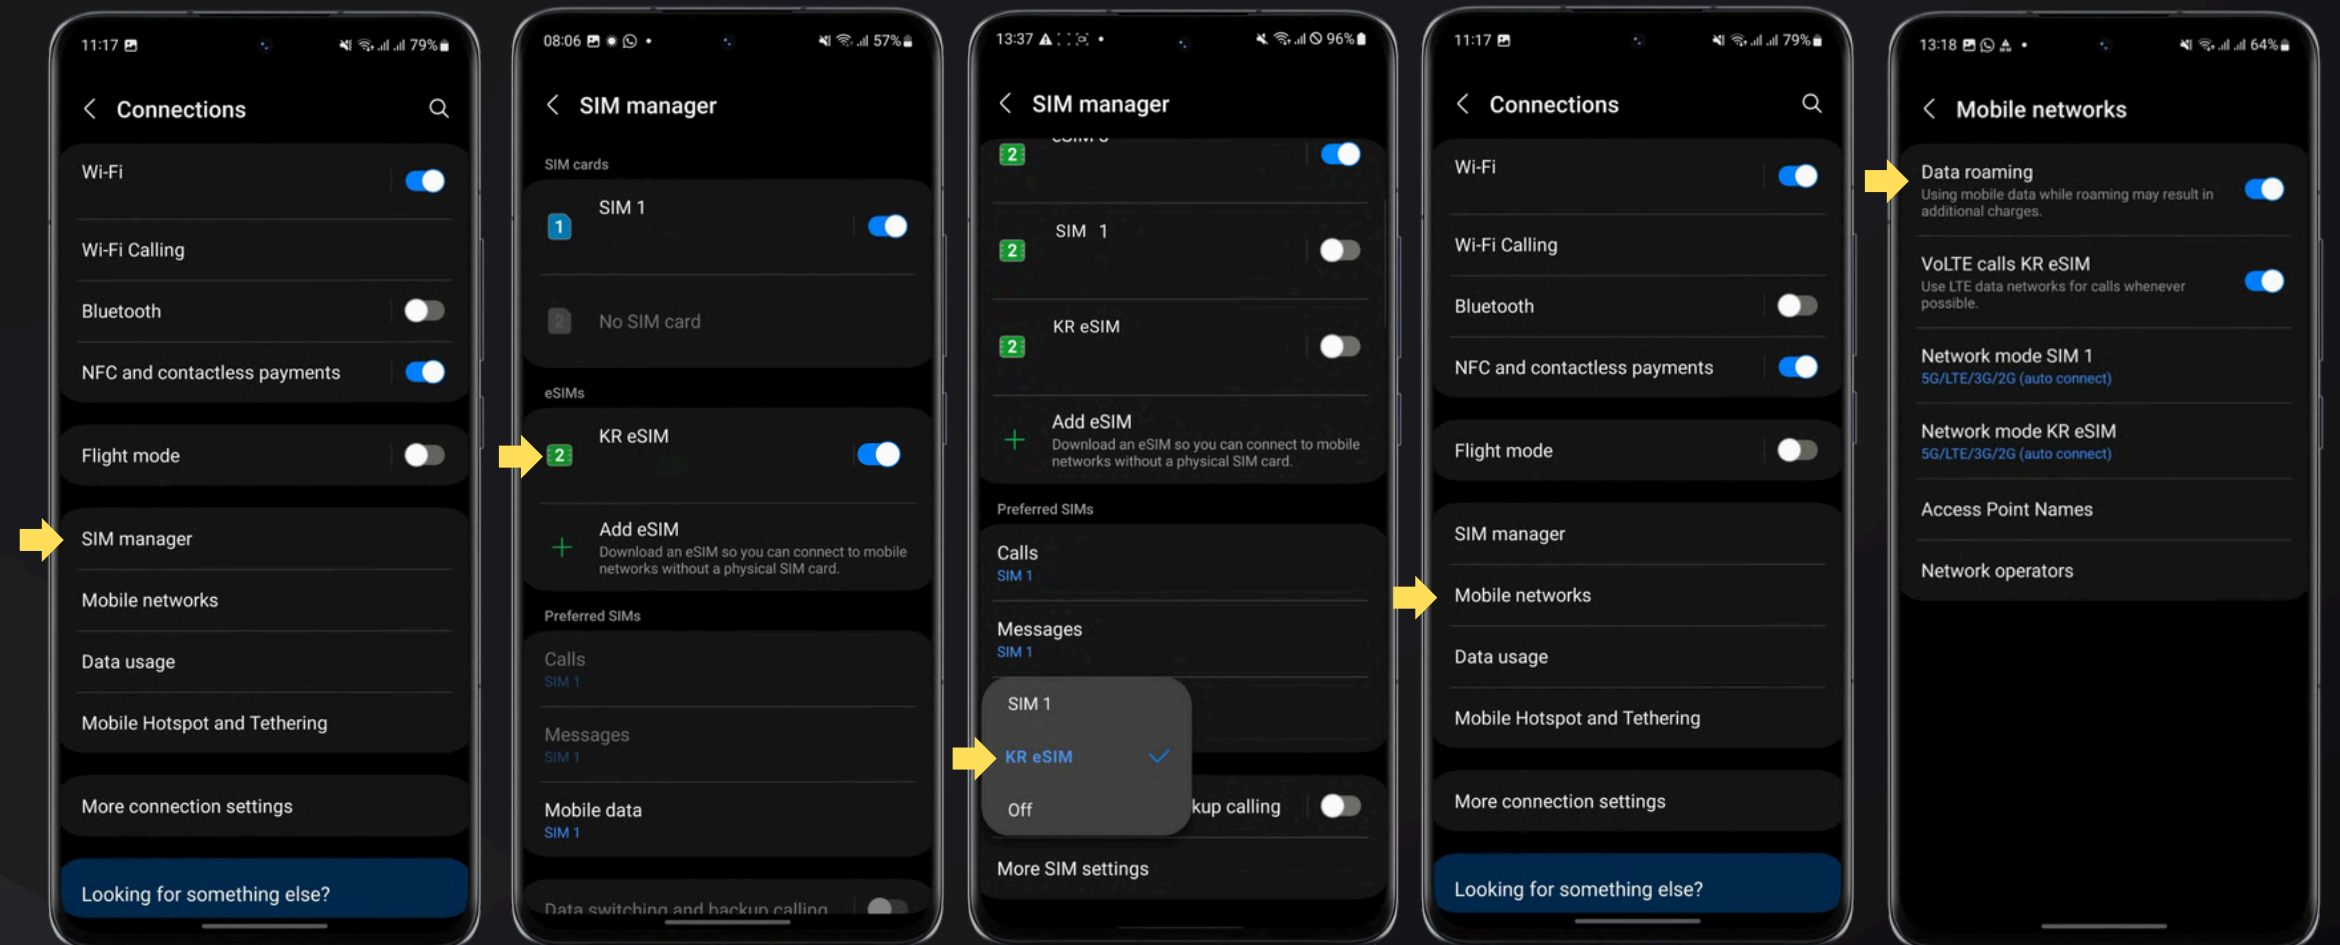 11:17
79%
Connections
Wi-Fi
Wi-Fi Calling
Bluetooth
NFC and contactless payments
Flight mode
SIM manager
Mobile networks
Data usage
Mobile Hotspot and Tethering
More connection settings
Looking for something else?
08:06
57%
SIM manager
SIM cards
1
SIM 1
2
No SIM card
eSIMs
2
KR eSIM
Add eSIM
Download an eSIM so you can connect to mobile
networks without a physical SIM card.
Preferred SIMs
Calls
SIM 1
Messages
SIM 1
Mobile data
SIM 1
Data switching and backup calling
13:37
96%
SIM manager
2
2
SIM 1
2
KR eSIM
Add eSIM
Download an eSIM so you can connect to mobile
networks without a physical SIM card.
Preferred SIMs
Calls
SIM 1
Messages
SIM 1
SIM 1
KR eSIM
Off
kup calling
More SIM settings
11:17
79%
Connections
Wi-Fi
Wi-Fi Calling
Bluetooth
NFC and contactless payments
Flight mode
SIM manager
Mobile networks
Data usage
Mobile Hotspot and Tethering
More connection settings
Looking for something else?
13:18
64%
Mobile networks
Data roaming
Using mobile data while roaming may result in
additional charges.
VoLTE calls KR eSIM
Use LTE data networks for calls whenever
possible.
Network mode SIM 1
5G/LTE/3G/2G (auto connect)
Network mode KR eSIM
5G/LTE/3G/2G (auto connect)
Access Point Names
Network operators